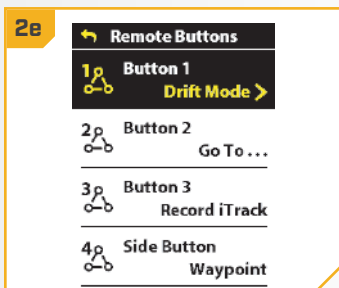 2e
Remote Buttons
1 Button 1
Drift Mode >
2 Button 2
Go To ...
3 Button 3
Record iTrack
4 Side Button
Waypoint